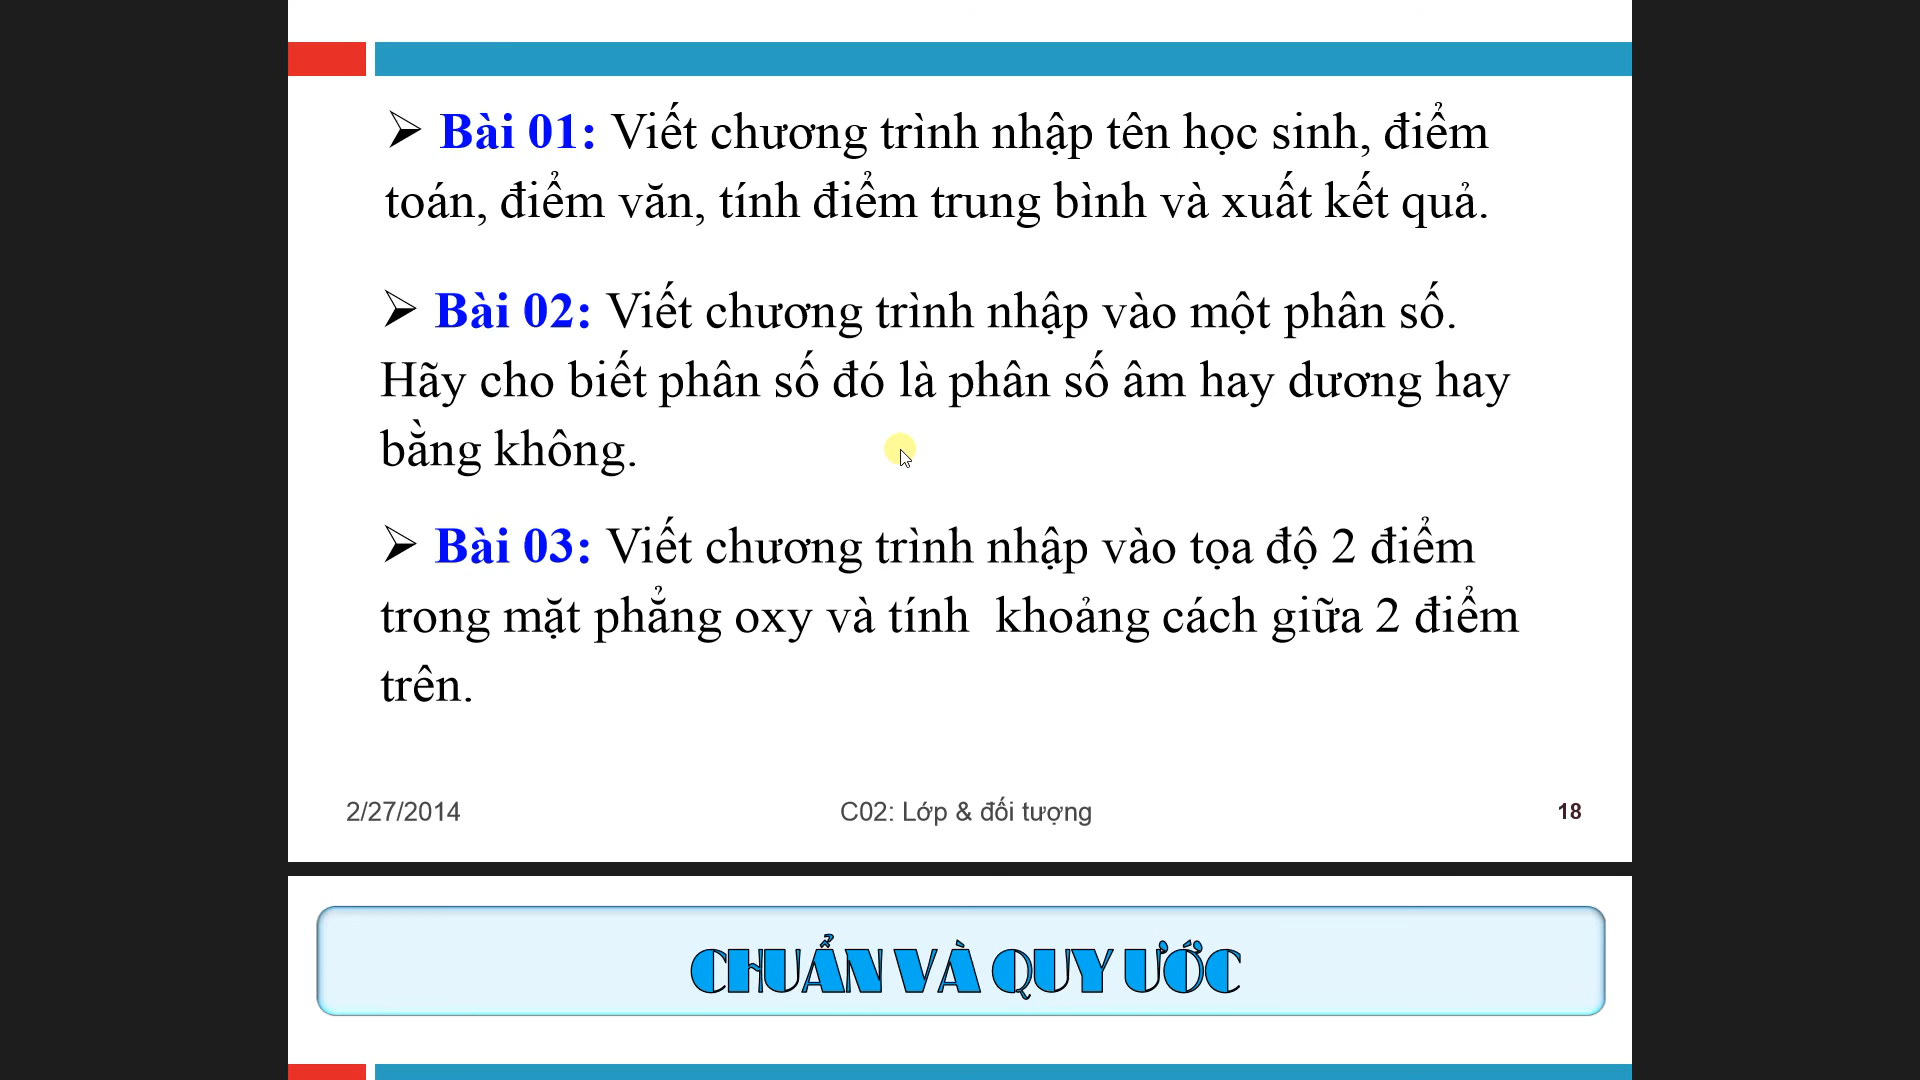 Bài 01: Viết chương trình nhập tên học sinh, điểm
toán, điểm văn, tính điểm trung bình và xuất kết quả.
Bài 02: Viết chương trình nhập vào một phân số.
Hãy cho biết phân số đó là phân số âm hay dương hay
bằng không.
Bài 03: Viết chương trình nhập vào tọa độ 2 điểm
trong mặt phẳng oxy và tính khoảng cách giữa 2 điểm
trên.
2/27/2014
C02: Lớp & đối tượng
18
CHUẨN VÀ QUY ƯỚC